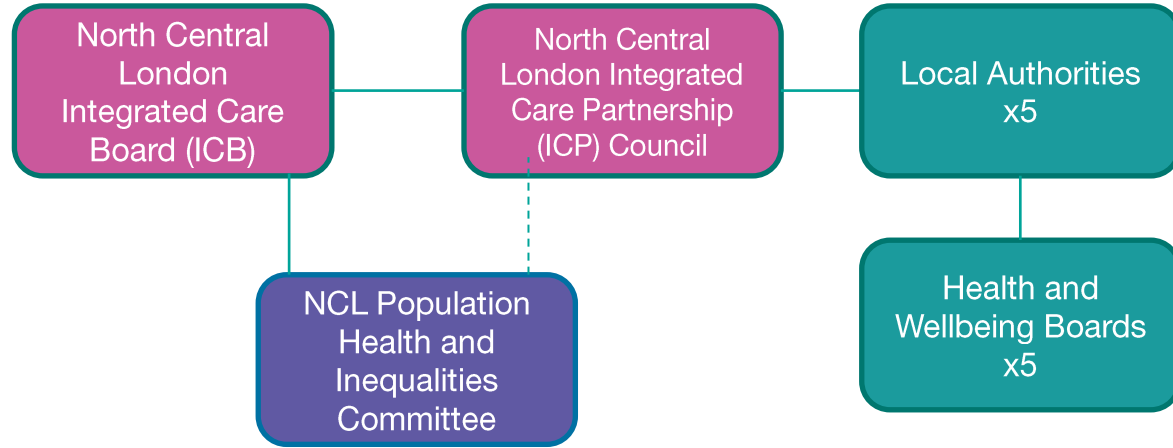 North Central
London
Integrated Care
Board (ICB)
North Central
London Integrated
Care Partnership
(ICP) Council
Local Authorities
x5
NCL Population
Health and
Inequalities
Committee
Health and
Wellbeing Boards
x5